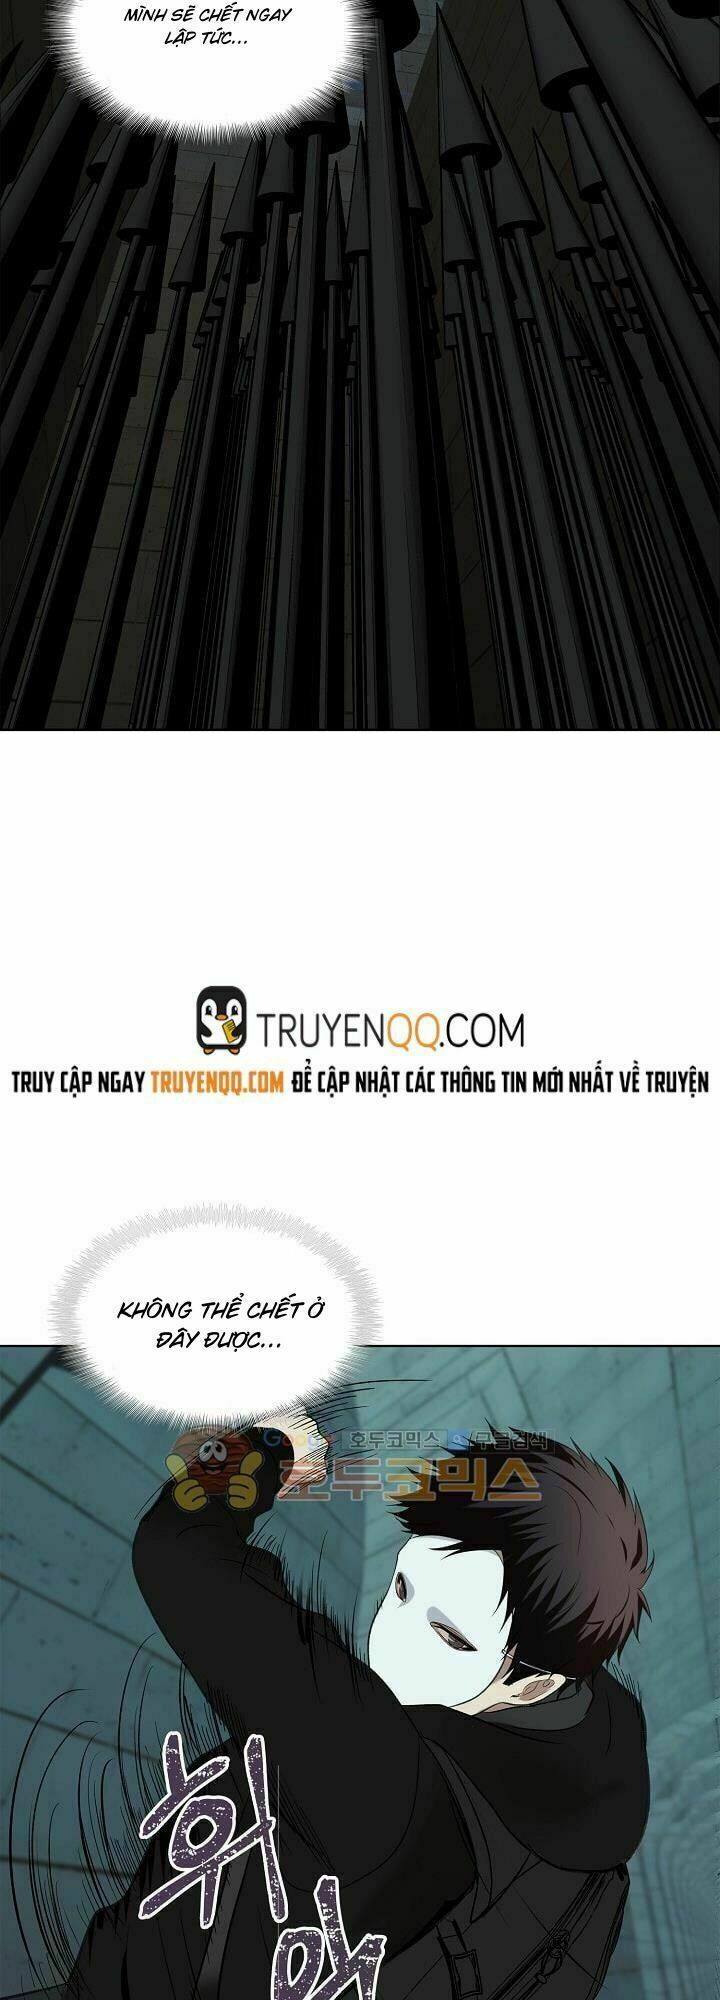 MÌNH SẼ CHẾT NGAY
LẬP TỨC...
TRUYENQQ.COM
TRUY CẬP NGAY TRUYENQQ.COM ĐỂ CẬP NHẬT CÁC THÔNG TIN MỚI NHẤT VỀ TRUYỆN
KHÔNG THỂ CHẾT Ở
ĐÂY ĐƯỢC...
Google 호두코믹스 구글검색
호두코믹스
휘